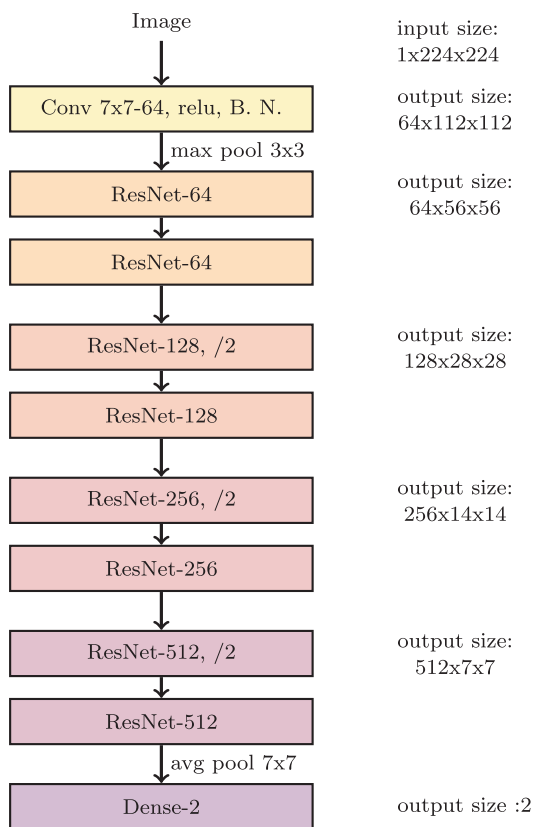 Image
input size:
1x224x224
Conv 7x7-64, relu, B. N.
output size:
64x112x112
max pool 3x3
ResNet-64
output size:
64x56x56
ResNet-64
ResNet-128, /2
output size:
128x28x28
ResNet-128
ResNet-256, /2
output size:
256x14x14
ResNet-256
ResNet-512, /2
output size:
512x7x7
ResNet-512
avg pool 7x7
Dense-2
output size :2